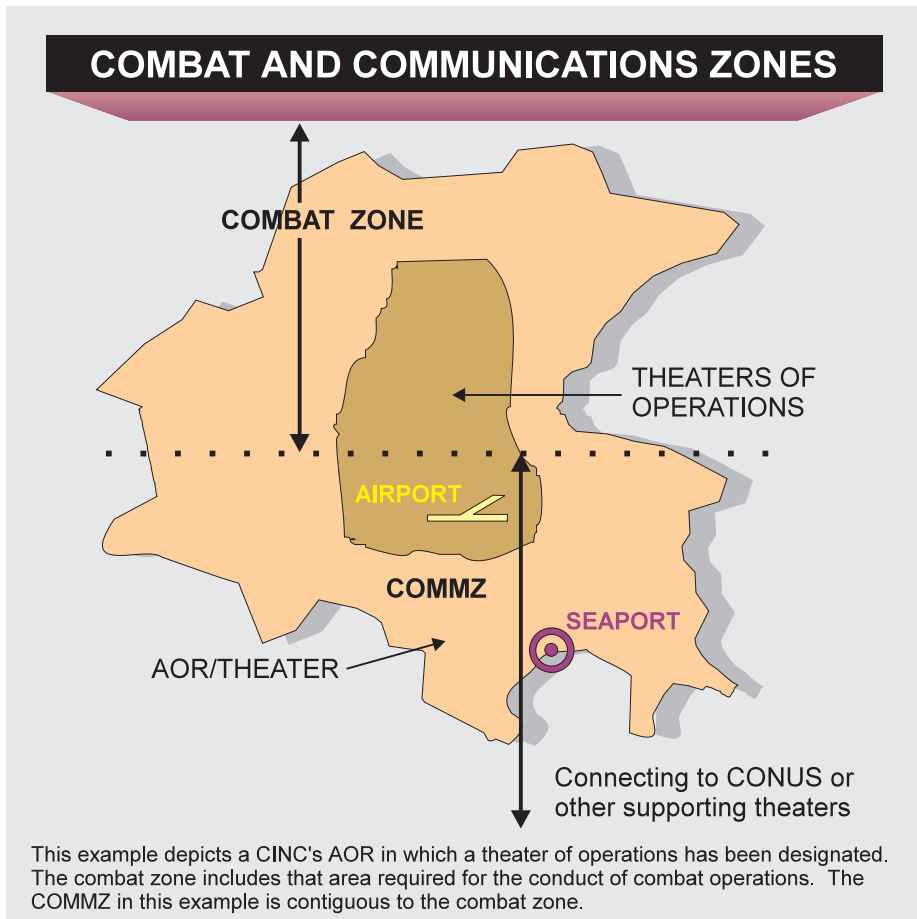 COMBAT AND COMMUNICATIONS ZONES
COMBAT ZONE
THEATERS OF
OPERATIONS
AIRPORT
COMMZ
SEAPORT
AOR/THEATER
Connecting to CONUS or
other supporting theaters
This example depicts a CINC's AOR in which a theater of operations has been designated.
The combat zone includes that area required for the conduct of combat operations. The
COMMZ in this example is contiguous to the combat zone.